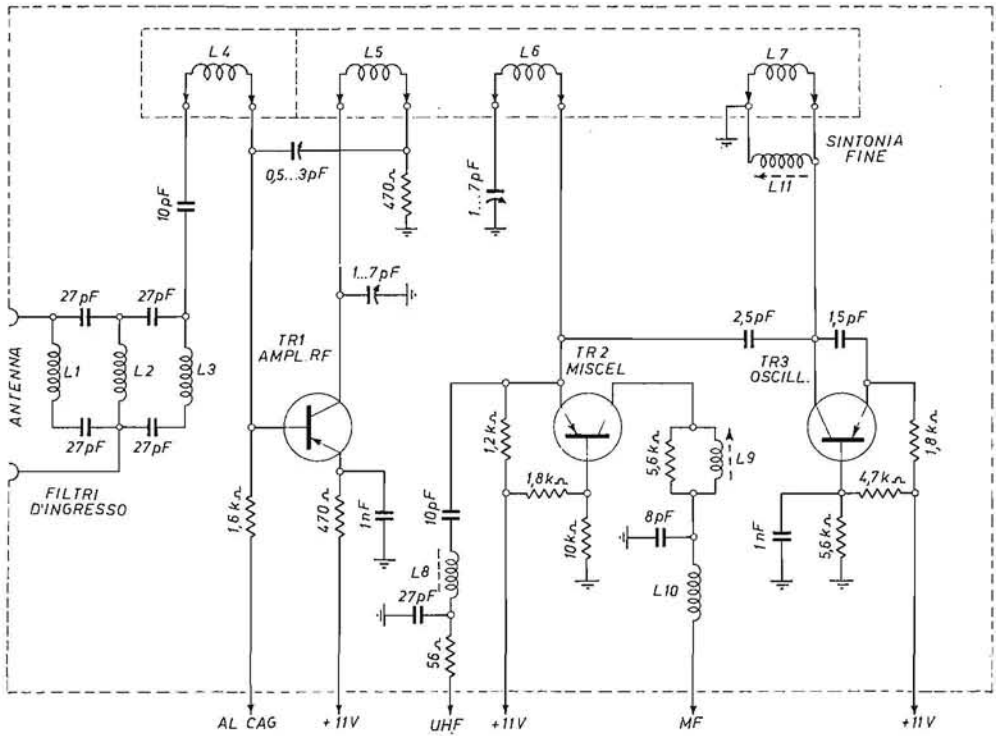 L4
L5
L6
L7
SINTONIA
FINE
L11
0,5...3pF
470Ω
1...7pF
10pF
1...7pF
27pF
27pF
2,5pF
1,5pF
ANTENNA
L1
L2
L3
TR1
AMPL. RF
TR2
MISCEL
TR3
OSCILL.
27pF
27pF
1,2kΩ
5,6kΩ
L9
1,8kΩ
FILTRI
D'INGRESSO
1,6kΩ
470Ω
1nF
10pF
1,8kΩ
10kΩ
8pF
4,7kΩ
1nF
5,6kΩ
L8
27pF
L10
56Ω
AL CAG
+11V
UHF
+11V
MF
+11V